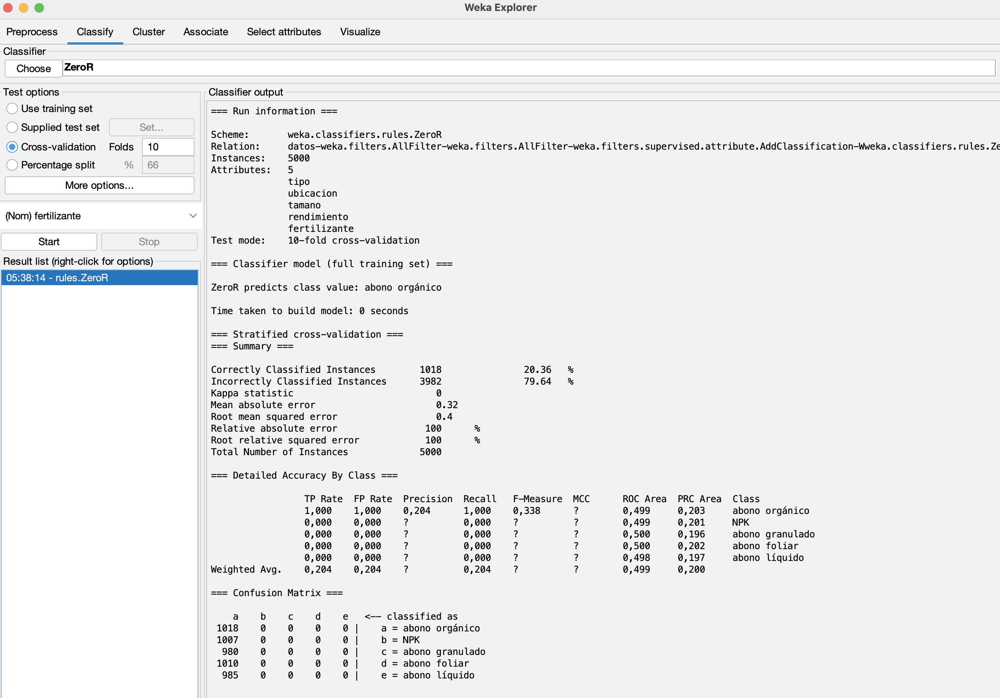 Weka Explorer
Preprocess Classify Cluster Associate Select attributes Visualize
Classifier
Choose ZeroR
Test options
Use training set
Supplied test set Set...
Cross-validation Folds 10
Percentage split % 66
More options...
(Nom) fertilizante
Start Stop
Result list (right-click for options)
05:38:14 - rules.ZeroR
Classifier output
=== Run information ===
Scheme: weka.classifiers.rules.ZeroR
Relation: datos-weka.filters.AllFilter-weka.filters.AllFilter-weka.filters.supervised.attribute.AddClassification-Wweka.classifiers.rules.Ze
Instances: 5000
Attributes: 5
tipo
ubicacion
tamano
rendimiento
fertilizante
Test mode: 10-fold cross-validation
=== Classifier model (full training set) ===
ZeroR predicts class value: abono orgánico
Time taken to build model: 0 seconds
=== Stratified cross-validation ===
=== Summary ===
Correctly Classified Instances 1018 20.36 %
Incorrectly Classified Instances 3982 79.64 %
Kappa statistic 0
Mean absolute error 0.32
Root mean squared error 0.4
Relative absolute error 100 %
Root relative squared error 100 %
Total Number of Instances 5000
=== Detailed Accuracy By Class ===
TP Rate FP Rate Precision Recall F-Measure MCC ROC Area PRC Area Class
1,000 1,000 0,204 1,000 0,338 ? 0,499 0,203 abono orgánico
0,000 0,000 ? 0,000 ? ? 0,499 0,201 NPK
0,000 0,000 ? 0,000 ? ? 0,500 0,196 abono granulado
0,000 0,000 ? 0,000 ? ? 0,500 0,202 abono foliar
0,000 0,000 ? 0,000 ? ? 0,498 0,197 abono líquido
Weighted Avg. 0,204 0,204 ? 0,204 ? ? 0,499 0,200
=== Confusion Matrix ===
a b c d e <-- classified as
1018 0 0 0 0 | a = abono orgánico
1007 0 0 0 0 | b = NPK
980 0 0 0 0 | c = abono granulado
1010 0 0 0 0 | d = abono foliar
985 0 0 0 0 | e = abono líquido